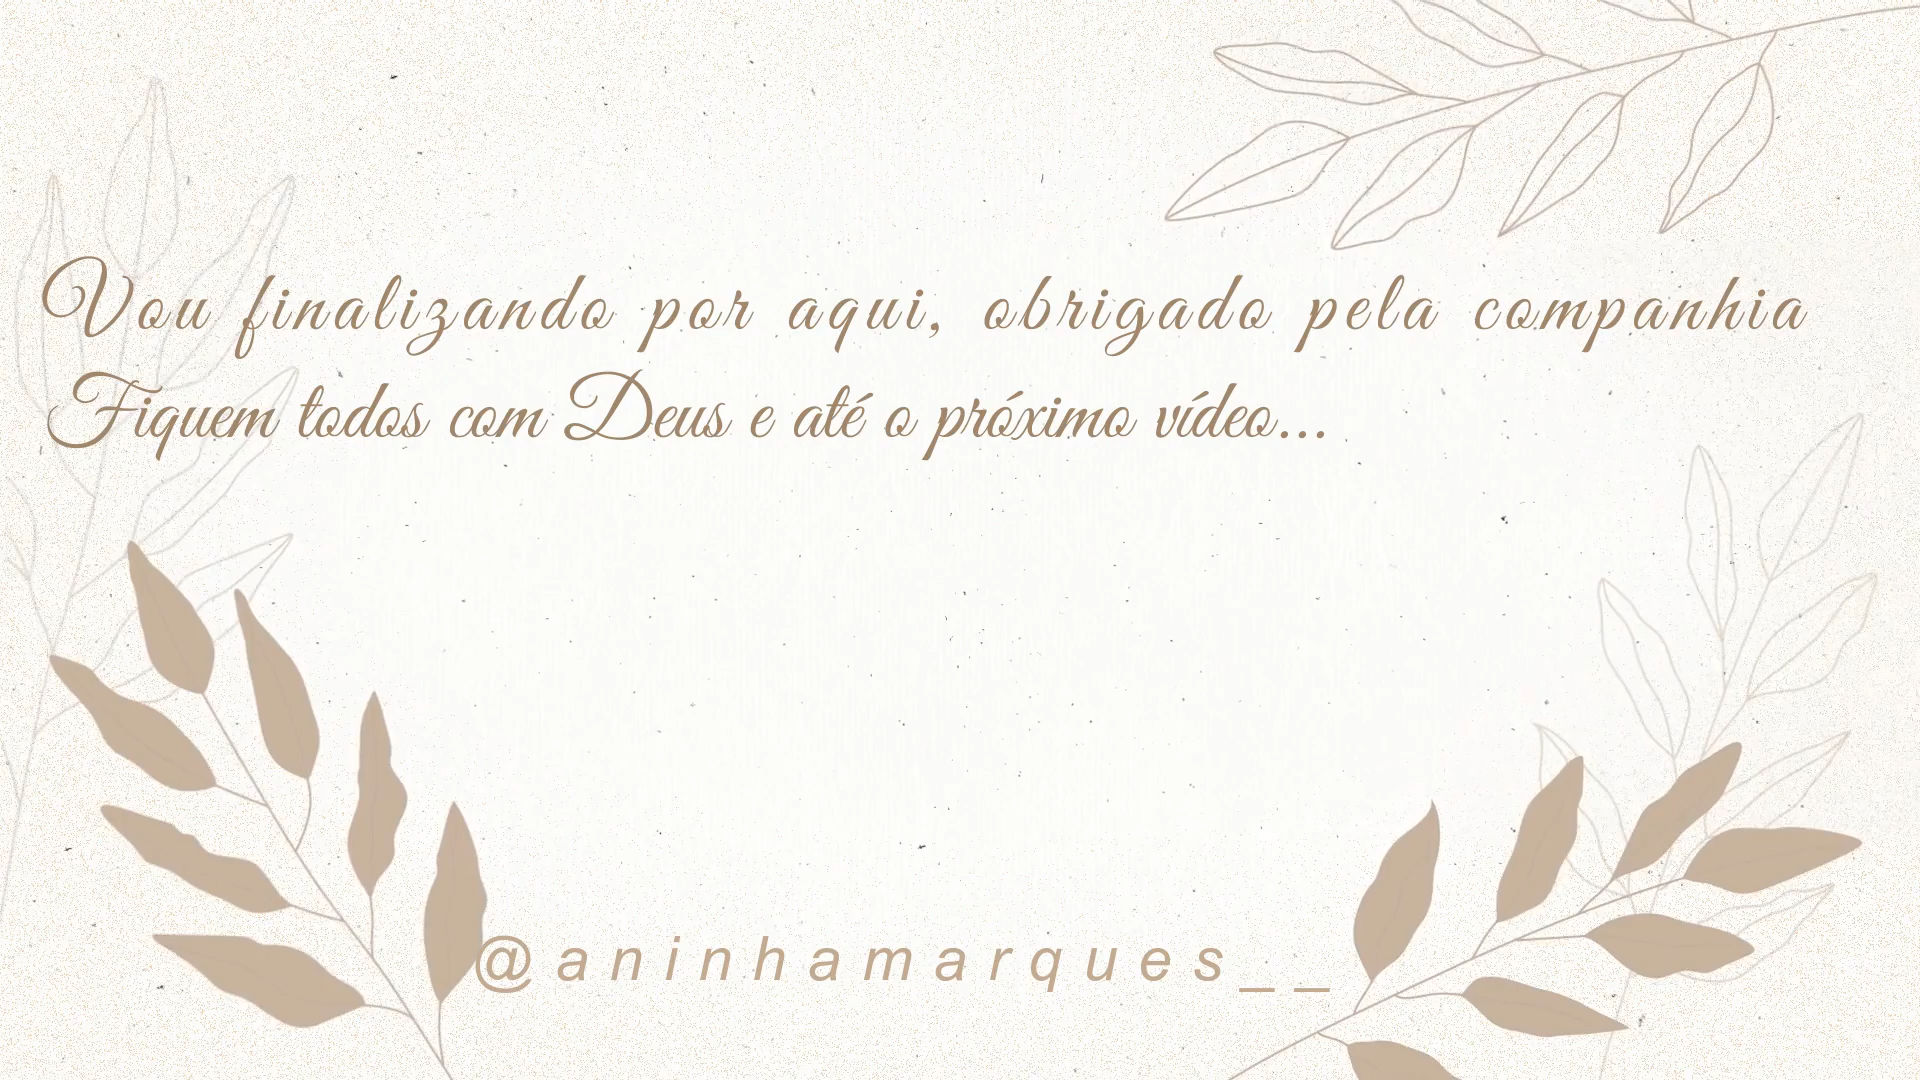 Vou finalizando por aqui, obrigado pela companhia
Fiquem todos com Deus e até o próximo vídeo...
@aninhamarques__